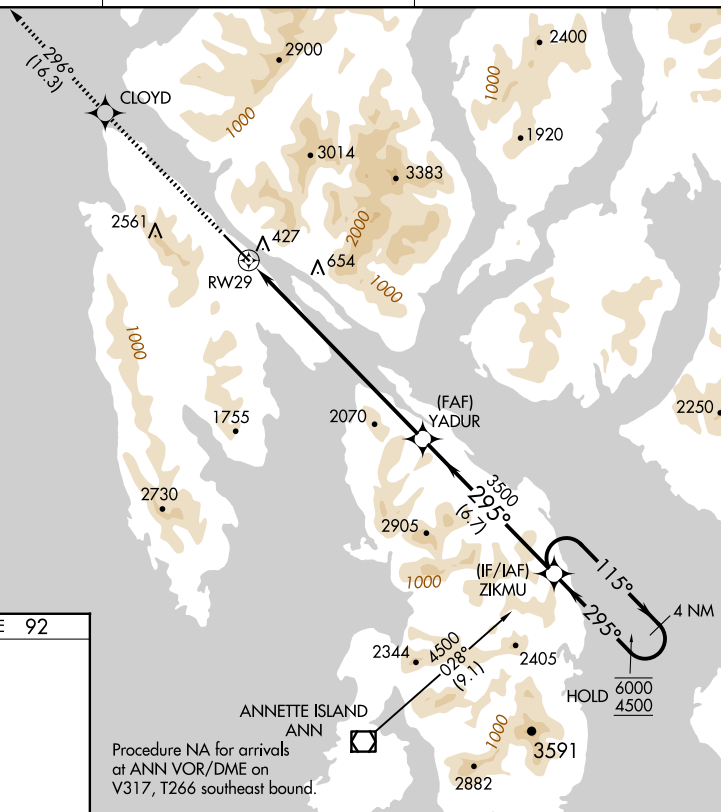 2900
2400
296°
(16.3)
CLOYD
1000
1000
1920
3014
3383
2561
427
2000
654
RW29
1000
1000
2250
(FAF)
YADUR
2070
1755
3500
295°
(6.7)
2730
2905
(IF/IAF)
ZIKMU
1000
115°
4 NM
295°
E 92
2344
4500
028°
(9.1)
2405
HOLD
6000
4500
ANNETTE ISLAND
ANN
1000
3591
Procedure NA for arrivals
at ANN VOR/DME on
V317, T266 southeast bound.
2882